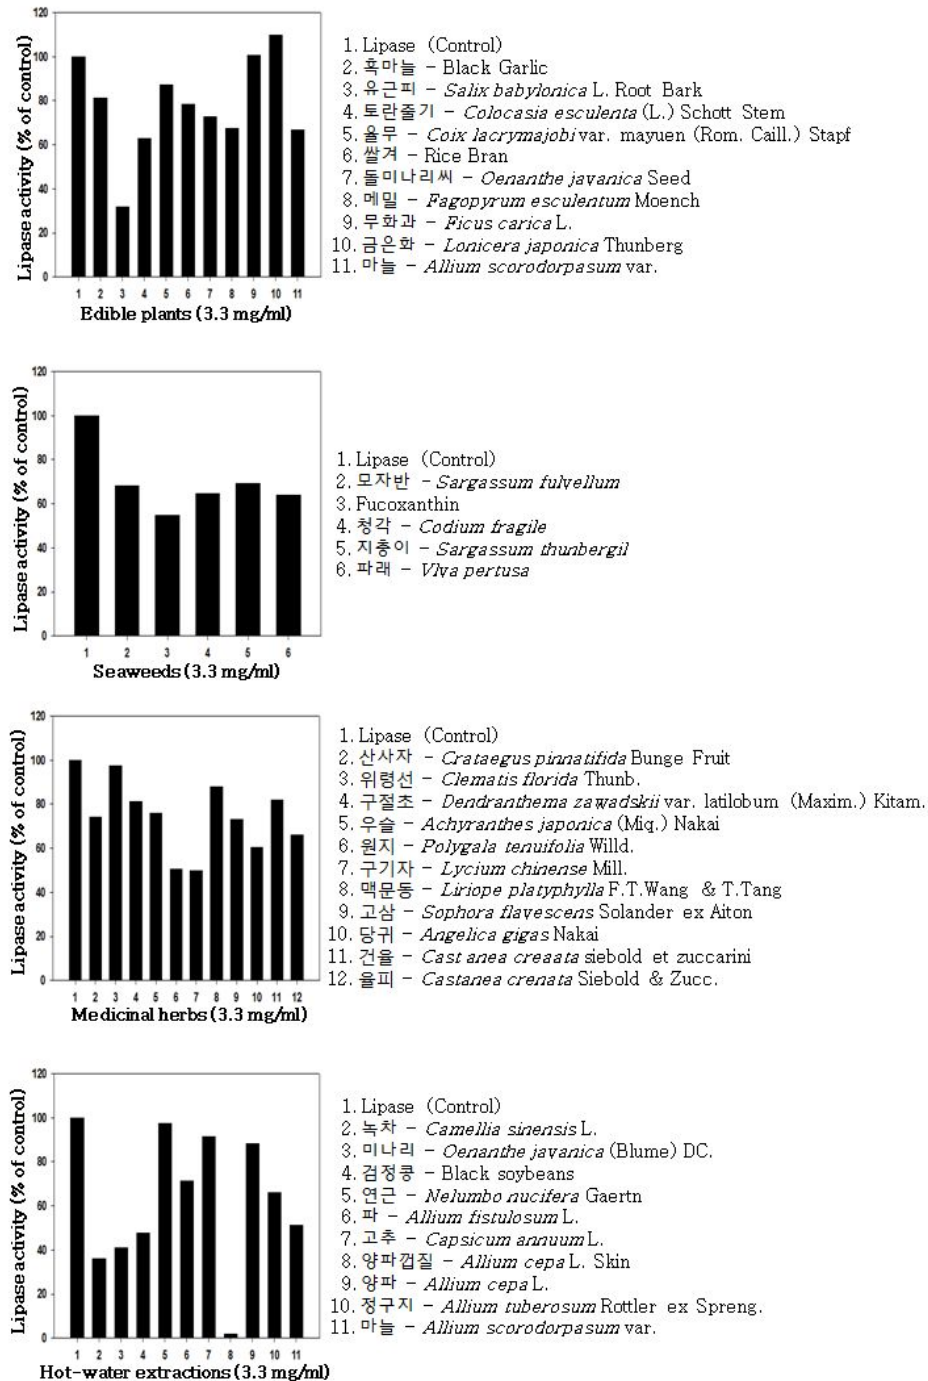 Lipase activity (% of control)
120
100
80
60
40
20
0
1 2 3 4 5 6 7 8 9 10 11
Edible plants (3.3 mg/ml)
1. Lipase (Control)
2. 흑마늘 - Black Garlic
3. 유근피 - Salix babylonica L. Root Bark
4. 토란줄기 - Colocasia esculenta (L.) Schott Stem
5. 율무 - Coix lacrymajobi var. mayuen (Rom. Caill.) Stapf
6. 쌀겨 - Rice Bran
7. 돌미나리씨 - Oenanthe javanica Seed
8. 메밀 - Fagopyrum esculentum Moench
9. 무화과 - Ficus carica L.
10. 금은화 - Lonicera japonica Thunberg
11. 마늘 - Allium scorodorpasum var.
Lipase activity (% of control)
120
100
80
60
40
20
0
1 2 3 4 5 6
Seaweeds (3.3 mg/ml)
1. Lipase (Control)
2. 모자반 - Sargassum fulvellum
3. Fucoxanthin
4. 청각 - Codium fragile
5. 지충이 - Sargassum thunbergil
6. 파래 - Vlva pertusa
Lipase activity (% of control)
120
100
80
60
40
20
0
1 2 3 4 5 6 7 8 9 10 11 12
Medicinal herbs (3.3 mg/ml)
1. Lipase (Control)
2. 산사자 - Crataegus pinnatifida Bunge Fruit
3. 위령선 - Clematis florida Thunb.
4. 구절초 - Dendranthema zawadskii var. latilobum (Maxim.) Kitam.
5. 우슬 - Achyranthes japonica (Miq.) Nakai
6. 원지 - Polygala tenuifolia Willd.
7. 구기자 - Lycium chinense Mill.
8. 맥문동 - Liriope platyphylla F.T.Wang & T.Tang
9. 고삼 - Sophora flavescens Solander ex Aiton
10. 당귀 - Angelica gigas Nakai
11. 건율 - Cast anea creaata siebold et zuccarini
12. 율피 - Castanea crenata Siebold & Zucc.
Lipase activity (% of control)
120
100
80
60
40
20
0
1 2 3 4 5 6 7 8 9 10 11
Hot-water extractions (3.3 mg/ml)
1. Lipase (Control)
2. 녹차 - Camellia sinensis L.
3. 미나리 - Oenanthe javanica (Blume) DC.
4. 검정콩 - Black soybeans
5. 연근 - Nelumbo nucifera Gaertn
6. 파 - Allium fistulosum L.
7. 고추 - Capsicum annuum L.
8. 양파껍질 - Allium cepa L. Skin
9. 양파 - Allium cepa L.
10. 정구지 - Allium tuberosum Rottler ex Spreng.
11. 마늘 - Allium scorodorpasum var.